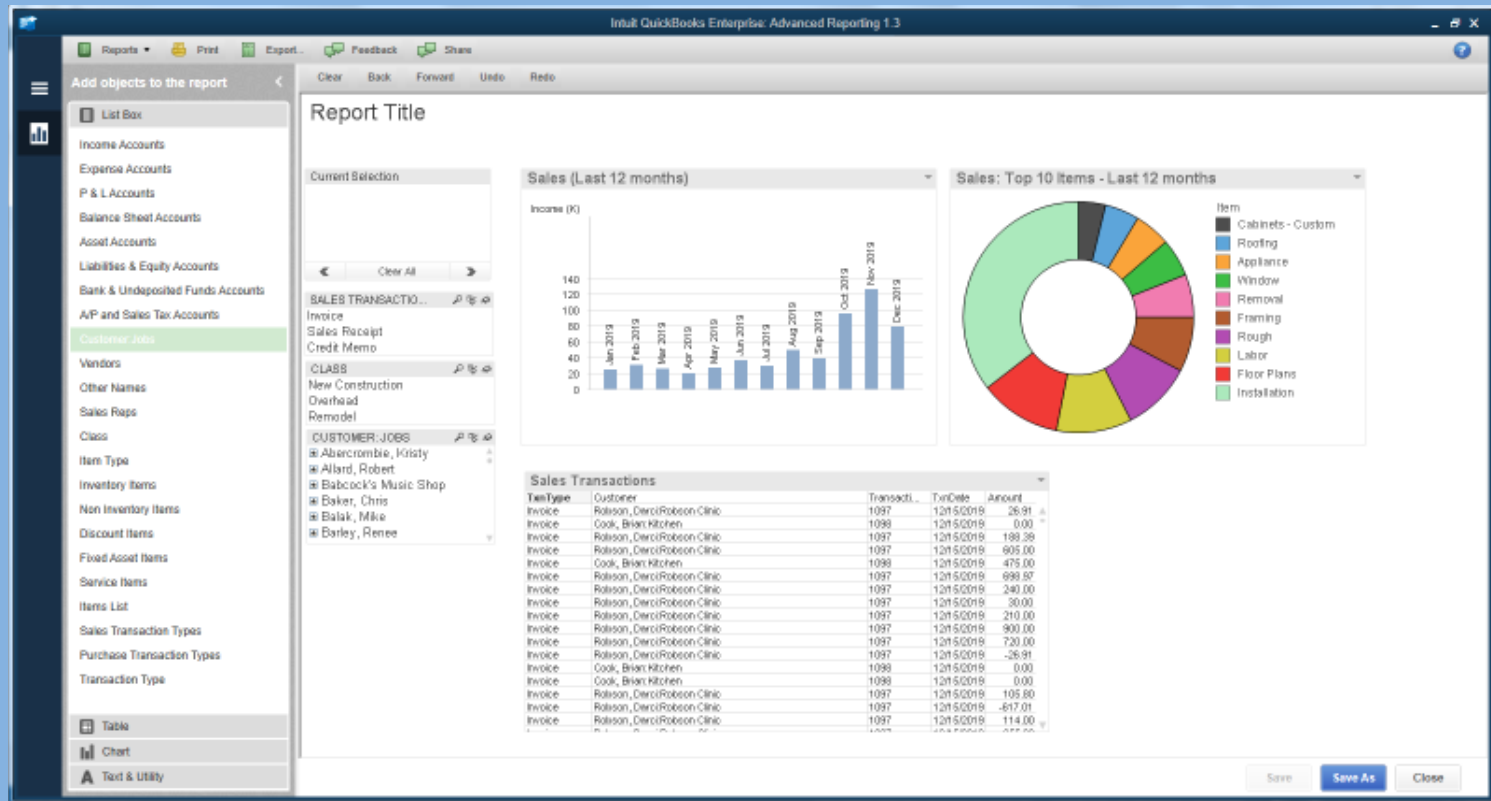 Intuit QuickBooks Enterprise: Advanced Reporting 1.3
Reports Print Export.. Feedback Share
Add objects to the report
Clear Back Forward Undo Redo
List Box
Income Accounts
Expense Accounts
P & L Accounts
Balance Sheet Accounts
Asset Accounts
Liabilities & Equity Accounts
Bank & Undeposited Funds Accounts
A/P and Sales Tax Accounts
Customer Jobs
Vendors
Other Names
Sales Reps
Class
Item Type
Inventory Items
Non Inventory Items
Discount Items
Fixed Asset Items
Service Items
Items List
Sales Transaction Types
Purchase Transaction Types
Transaction Type
Table
Chart
Text & Utility
Report Title
Current Selection
Clear All
SALES TRANSACTIO...
Invoice
Sales Receipt
Credit Memo
CLASS
New Construction
Overhead
Remodel
CUSTOMER:JOBS
Abercrombie, Kristy
Allard, Robert
Babcock's Music Shop
Baker, Chris
Balak, Mike
Barley, Renee
Sales (Last 12 months)
Income (K)
140
120
100
80
60
40
20
0
Jan 2019
Feb 2019
Mar 2019
Apr 2019
May 2019
Jun 2019
Jul 2019
Aug 2019
Sep 2019
Oct 2019
Nov 2019
Dec 2019
Sales: Top 10 Items - Last 12 months
Item
Cabinets - Custom
Roofing
Appliance
Window
Removal
Framing
Rough
Labor
Floor Plans
Installation
Sales Transactions
TxnType Customer Transacti... TxnDate Amount
Invoice Robson, Darci:Robson Clinic 1097 12/15/2019 26.91
Invoice Cook, Brian:Kitchen 1098 12/15/2019 0.00
Invoice Robson, Darci:Robson Clinic 1097 12/15/2019 188.39
Invoice Robson, Darci:Robson Clinic 1097 12/15/2019 605.00
Invoice Cook, Brian:Kitchen 1098 12/15/2019 475.00
Invoice Robson, Darci:Robson Clinic 1097 12/15/2019 698.97
Invoice Robson, Darci:Robson Clinic 1097 12/15/2019 240.00
Invoice Robson, Darci:Robson Clinic 1097 12/15/2019 30.00
Invoice Robson, Darci:Robson Clinic 1097 12/15/2019 210.00
Invoice Robson, Darci:Robson Clinic 1097 12/15/2019 900.00
Invoice Robson, Darci:Robson Clinic 1097 12/15/2019 720.00
Invoice Robson, Darci:Robson Clinic 1097 12/15/2019 -26.91
Invoice Cook, Brian:Kitchen 1098 12/15/2019 0.00
Invoice Cook, Brian:Kitchen 1098 12/15/2019 0.00
Invoice Robson, Darci:Robson Clinic 1097 12/15/2019 105.80
Invoice Robson, Darci:Robson Clinic 1097 12/15/2019 -617.01
Invoice Robson, Darci:Robson Clinic 1097 12/15/2019 114.00
Save Save As Close